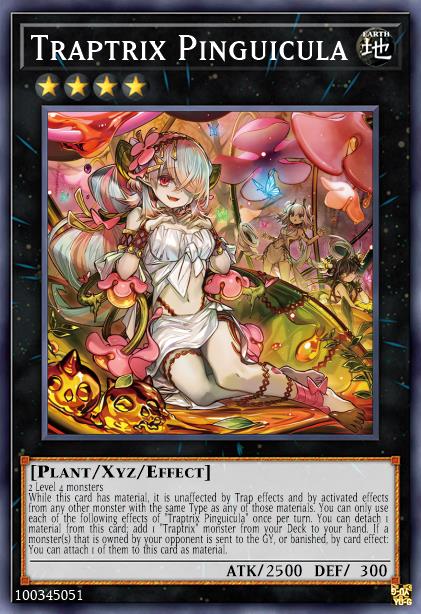 TRAPTRIX PINGUICULA
EARTH
地
[PLANT/XYZ/EFFECT]
2 Level 4 monsters
While this card has material, it is unaffected by Trap effects and by activated effects
from any other monster with the same Type as any of those materials. You can only use
each of the following effects of "Traptrix Pinguicula" once per turn. You can detach 1
material from this card; add 1 "Traptrix" monster from your Deck to your hand. If a
monster(s) that is owned by your opponent is sent to the GY, or banished, by card effect:
You can attach 1 of them to this card as material.
ATK/2500 DEF/ 300
100345051